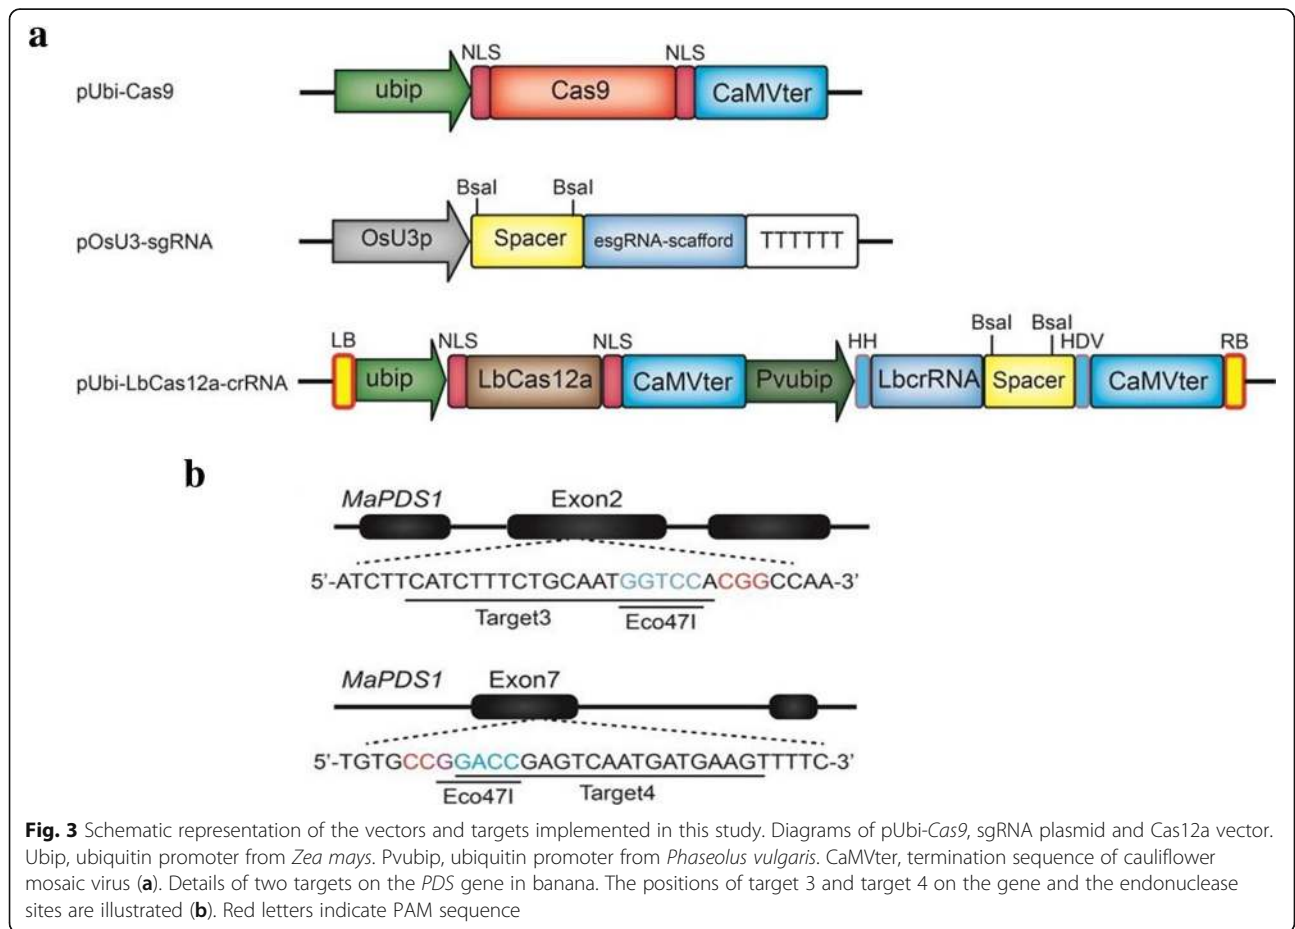 a
NLS NLS
pUbi-Cas9 ubip Cas9 CaMVter
BsaI BsaI
pOsU3-sgRNA OsU3p Spacer esgRNA-scafford TTTTTT
BsaI BsaI
LB NLS NLS HH HDV RB
pUbi-LbCas12a-crRNA ubip LbCas12a CaMVter Pvubip LbcrRNA Spacer CaMVter
b
MaPDS1 Exon2
5’-ATCTTCATCTTTCTGCAATGGTCCACGGCCAA-3’
Target3 Eco47I
MaPDS1 Exon7
5’-TGTGCCGGACCGAGTCAATGATGAAGTTTTC-3’
Eco47I Target4
Fig. 3 Schematic representation of the vectors and targets implemented in this study. Diagrams of pUbi-Cas9, sgRNA plasmid and Cas12a vector.
Ubip, ubiquitin promoter from Zea mays. Pvubip, ubiquitin promoter from Phaseolus vulgaris. CaMVter, termination sequence of cauliflower
mosaic virus (a). Details of two targets on the PDS gene in banana. The positions of target 3 and target 4 on the gene and the endonuclease
sites are illustrated (b). Red letters indicate PAM sequence